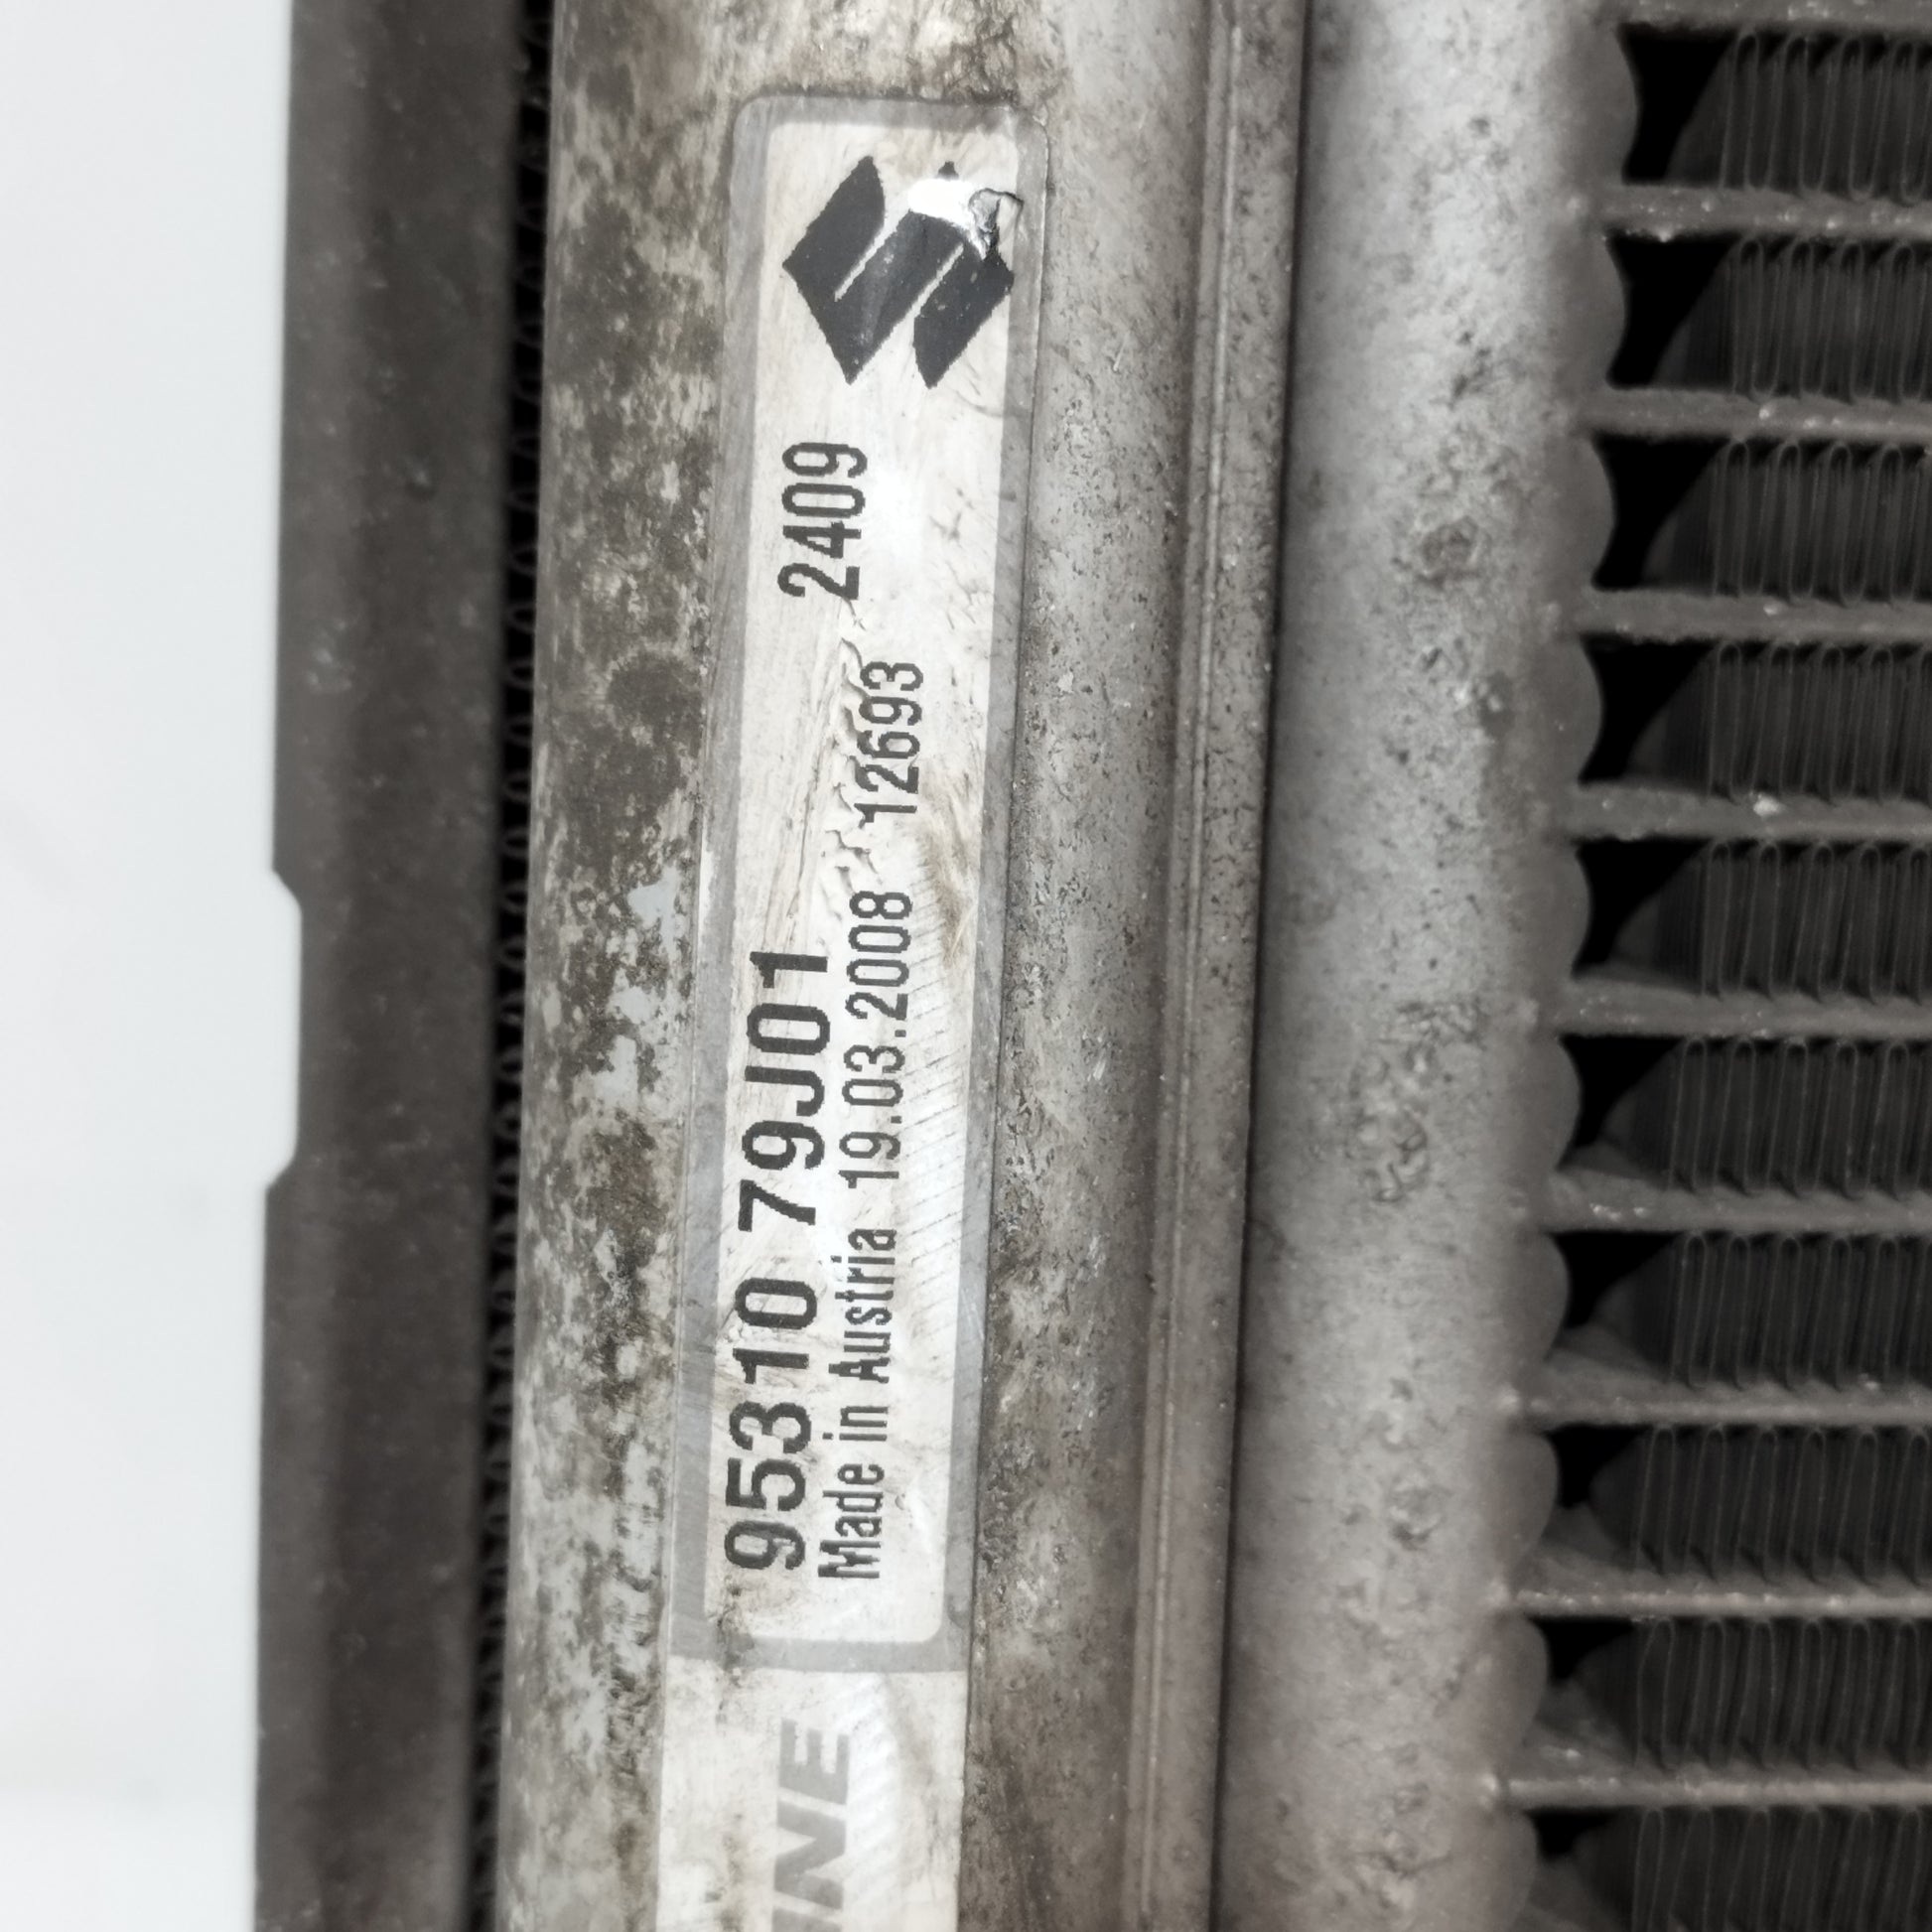 95310 79J01 2409
Made in Austria 19.03.2008 12693